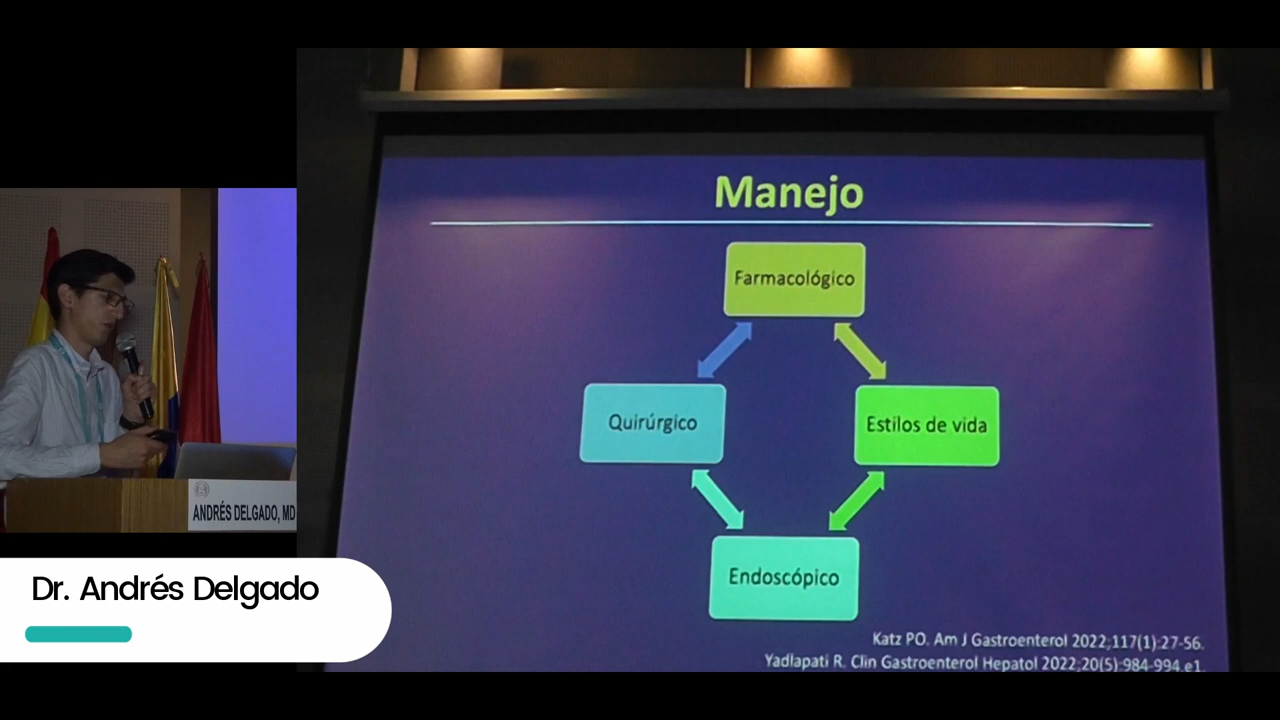 Manejo
Farmacológico
Quirúrgico
Estilos de vida
Endoscópico
Katz PO. Am J Gastroenterol 2022;117(1):27-56.
Yadlapati R. Clin Gastroenterol Hepatol 2022;20(5):984-994.e1.
ANDRÉS DELGADO, MD
Dr. Andrés Delgado